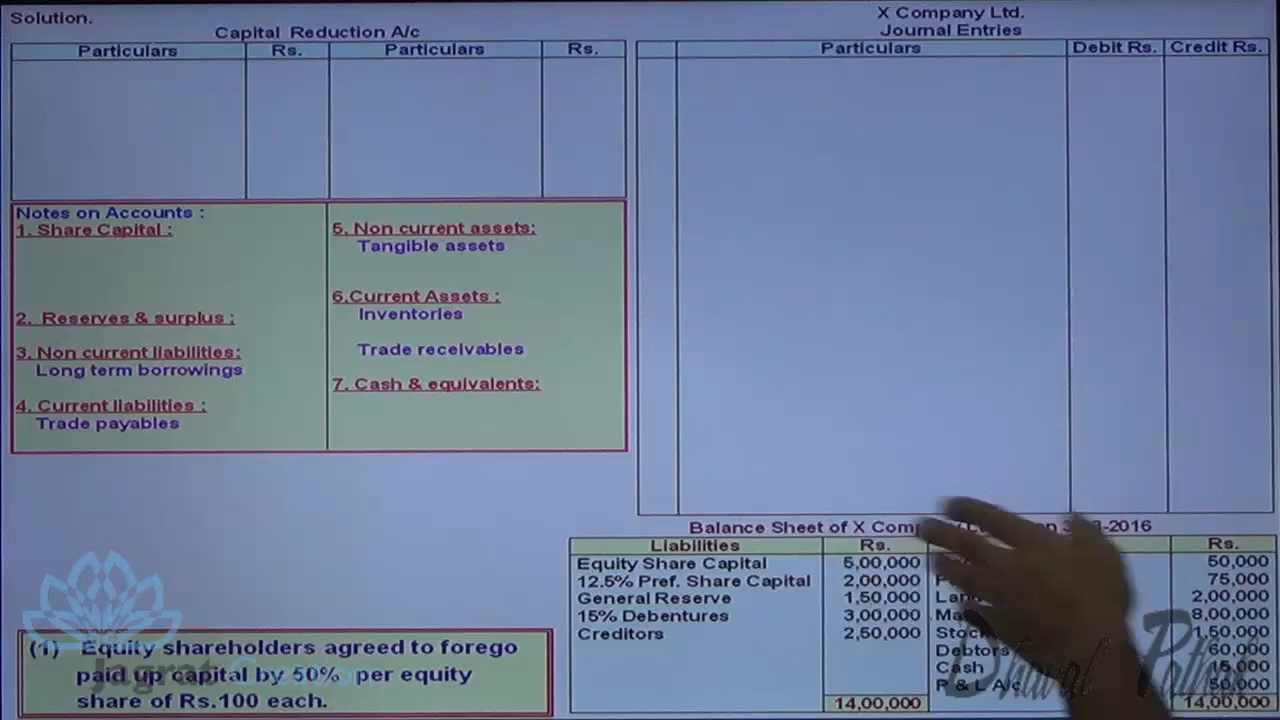 Solution.
Capital Reduction A/c
Particulars Rs. Particulars Rs.
X Company Ltd.
Journal Entries
Particulars Debit Rs. Credit Rs.
Notes on Accounts :
1. Share Capital :
2. Reserves & surplus :
3. Non current liabilities:
Long term borrowings
4. Current liabilities :
Trade payables
5. Non current assets:
Tangible assets
6.Current Assets :
Inventories
Trade receivables
7. Cash & equivalents:
Balance Sheet of X -2016
Liabilities Rs. Rs.
Equity Share Capital 5,00,000 50,000
12.5% Pref. Share Capital 2,00,000 75,000
General Reserve 1,50,000 2,00,000
15% Debentures 3,00,000 8,00,000
Creditors 2,50,000 1,50,000
Debtors 60,000
Cash 15,000
P & L A/c 50,000
14,00,000 14,00,000
(1) Equity shareholders agreed to forego
paid up capital by 50% per equity
share of Rs.100 each.
Jagrat
Dhaval Pathak